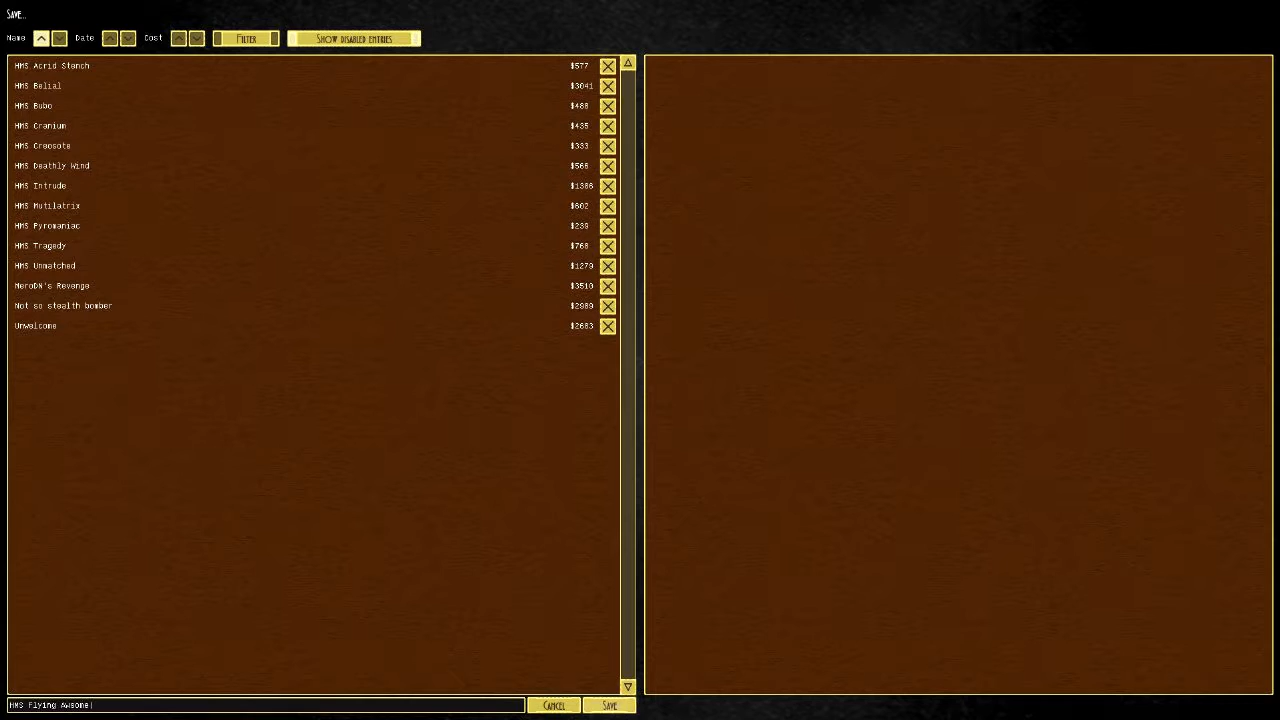 Save...
Name Date Cost Filter Show disabled entries
HMS Acrid Stench $577
HMS Belial $3041
HMS Bubo $488
HMS Cranium $435
HMS Creosote $333
HMS Deathly Wind $568
HMS Intrude $1386
HMS Mutilatrix $602
HMS Pyromaniac $239
HMS Tragedy $768
HMS Unmatched $1279
NeroDN's Revenge $3510
Not so stealth bomber $2989
Unwelcome $2683
HMS Flying Awsome Cancel Save